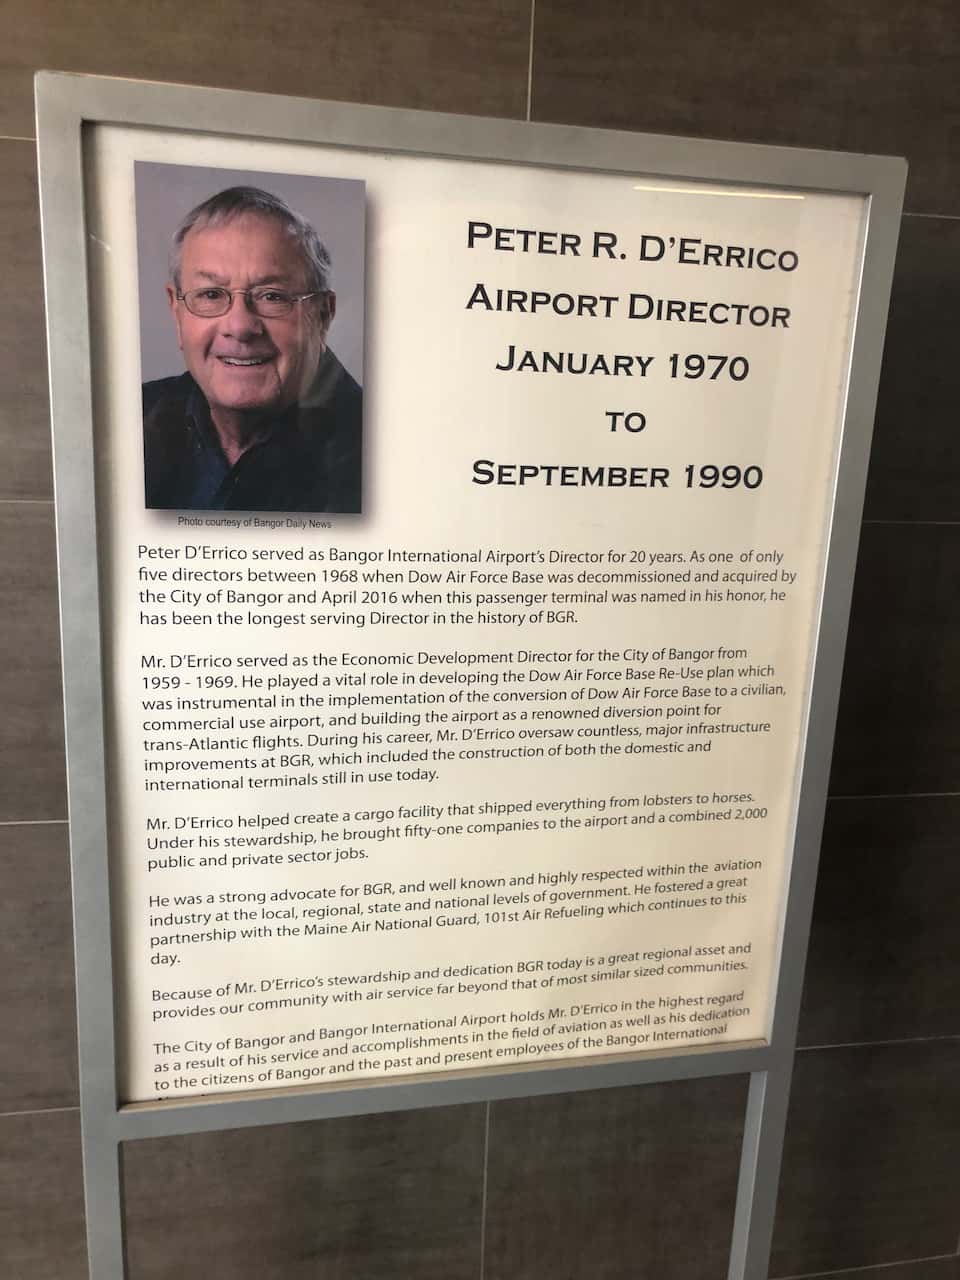 PETER R. D'ERRICO
AIRPORT DIRECTOR
JANUARY 1970
TO
SEPTEMBER 1990
Photo courtesy of Bangor Daily News
Peter D'Errico served as Bangor International Airport's Director for 20 years. As one of only
five directors between 1968 when Dow Air Force Base was decommissioned and acquired by
the City of Bangor and April 2016 when this passenger terminal was named in his honor, he
has been the longest serving Director in the history of BGR.
Mr. D'Errico served as the Economic Development Director for the City of Bangor from
1959 - 1969. He played a vital role in developing the Dow Air Force Base Re-Use plan which
was instrumental in the implementation of the conversion of Dow Air Force Base to a civilian,
commercial use airport, and building the airport as a renowned diversion point for
trans-Atlantic flights. During his career, Mr. D'Errico oversaw countless, major infrastructure
improvements at BGR, which included the construction of both the domestic and
international terminals still in use today.
Mr. D'Errico helped create a cargo facility that shipped everything from lobsters to horses.
Under his stewardship, he brought fifty-one companies to the airport and a combined 2,000
public and private sector jobs.
He was a strong advocate for BGR, and well known and highly respected within the aviation
industry at the local, regional, state and national levels of government. He fostered a great
partnership with the Maine Air National Guard, 101st Air Refueling which continues to this
day.
Because of Mr. D'Errico's stewardship and dedication BGR today is a great regional asset and
provides our community with air service far beyond that of most similar sized communities.
The City of Bangor and Bangor International Airport holds Mr. D'Errico in the highest regard
as a result of his service and accomplishments in the field of aviation as well as his dedication
to the citizens of Bangor and the past and present employees of the Bangor International